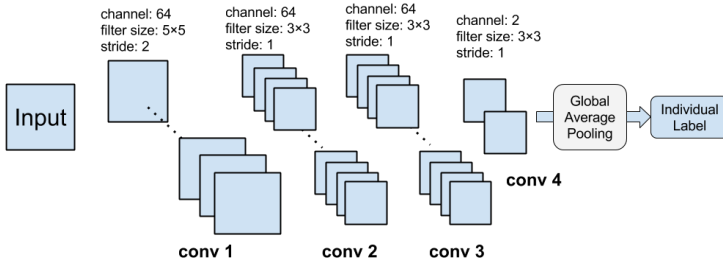 channel: 64
filter size: 5×5
stride: 2
channel: 64
filter size: 3×3
stride: 1
channel: 64
filter size: 3×3
stride: 1
channel: 2
filter size: 3×3
stride: 1
Input
Global
Average
Pooling
Individual
Label
conv 1
conv 2
conv 3
conv 4